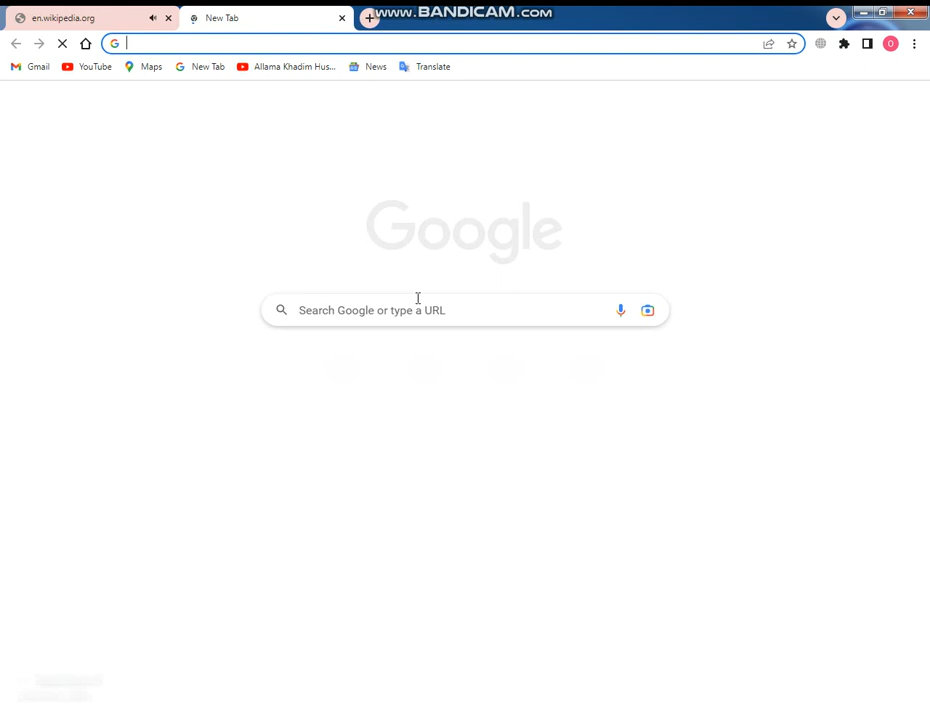 en.wikipedia.org
New Tab
WWW.BANDICAM.COM
Gmail
YouTube
Maps
New Tab
Allama Khadim Hus...
News
Translate
Google
Search Google or type a URL